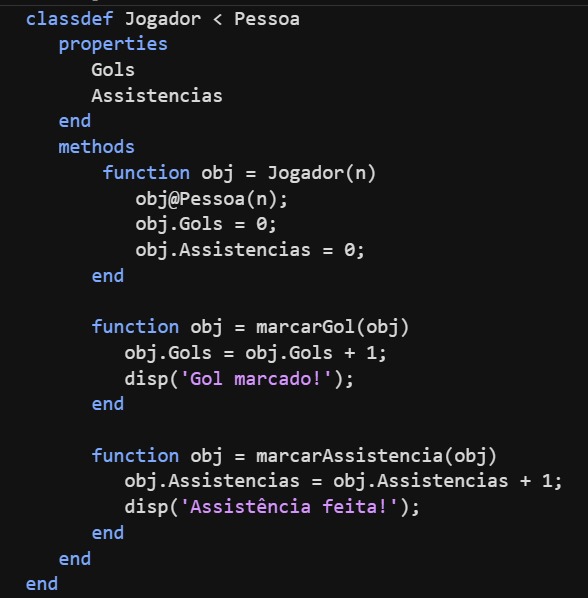 classdef Jogador < Pessoa
properties
Gols
Assistencias
end
methods
function obj = Jogador(n)
obj@Pessoa(n);
obj.Gols = 0;
obj.Assistencias = 0;
end
function obj = marcarGol(obj)
obj.Gols = obj.Gols + 1;
disp('Gol marcado!');
end
function obj = marcarAssistencia(obj)
obj.Assistencias = obj.Assistencias + 1;
disp('Assistência feita!');
end
end
end